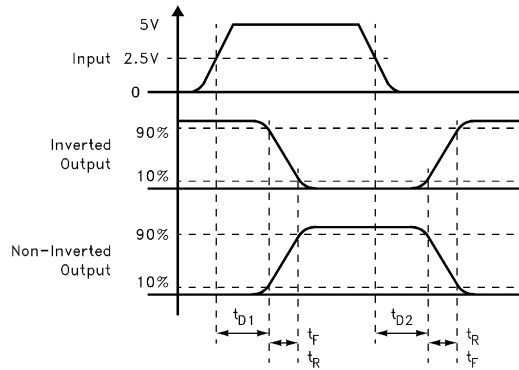 5V
Input 2.5V
0
90%
Inverted
Output
10%
90%
Non-Inverted
Output
10%
tD1 tF tD2 tR
tR tF